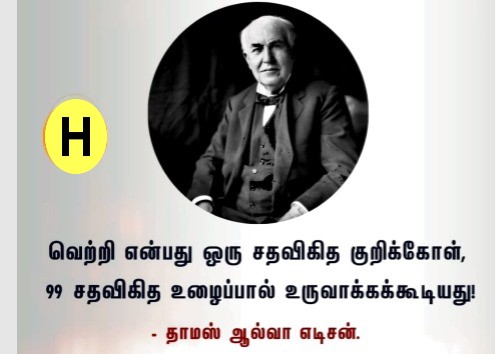 H
வெற்றி என்பது ஒரு சதவிகித குறிக்கோள்,
99 சதவிகித உழைப்பால் உருவாக்கக்கூடியது!
- தாமஸ் ஆல்வா எடிசன்.